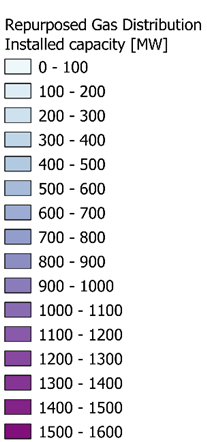 Repurposed Gas Distribution
Installed capacity [MW]
0 - 100
100 - 200
200 - 300
300 - 400
400 - 500
500 - 600
600 - 700
700 - 800
800 - 900
900 - 1000
1000 - 1100
1100 - 1200
1200 - 1300
1300 - 1400
1400 - 1500
1500 - 1600